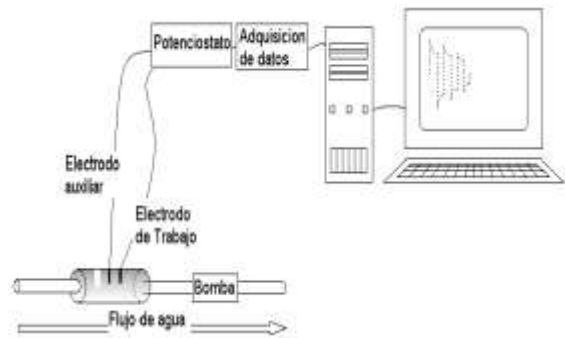 Potenciostato
Adquisicion
de datos
Electrodo
auxiliar
Electrodo
de Trabajo
Bomba
Flujo de agua